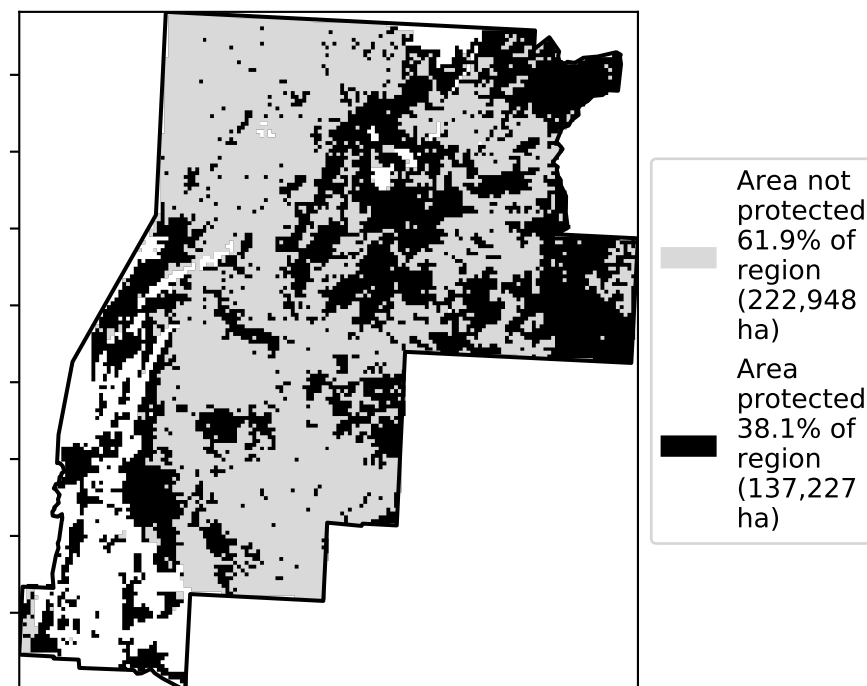 Area not
protected
61.9% of
region
(222,948
ha)
Area
protected
38.1% of
region
(137,227
ha)